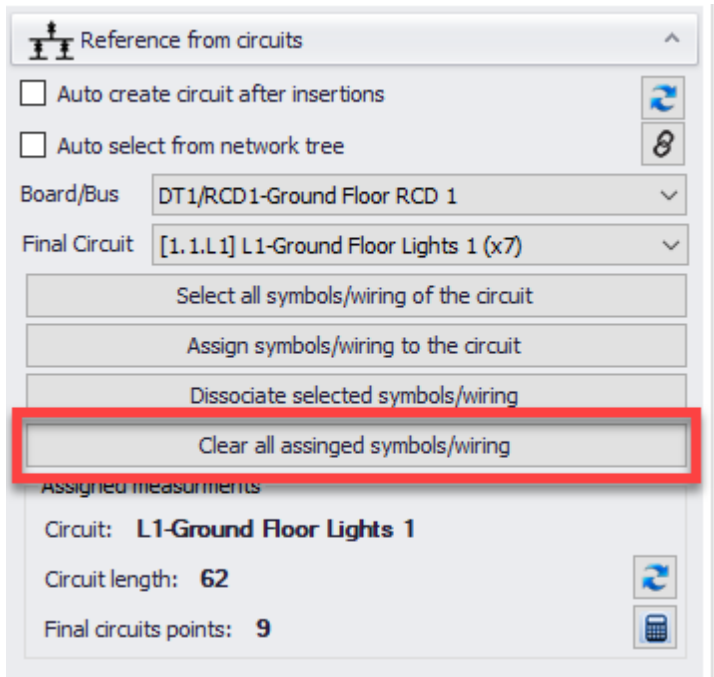 Reference from circuits
Auto create circuit after insertions
Auto select from network tree
Board/Bus DT1/RCD1-Ground Floor RCD 1
Final Circuit [1.1.L1] L1-Ground Floor Lights 1 (x7)
Select all symbols/wiring of the circuit
Assign symbols/wiring to the circuit
Dissociate selected symbols/wiring
Clear all assinged symbols/wiring
Assigned measurments
Circuit: L1-Ground Floor Lights 1
Circuit length: 62
Final circuits points: 9